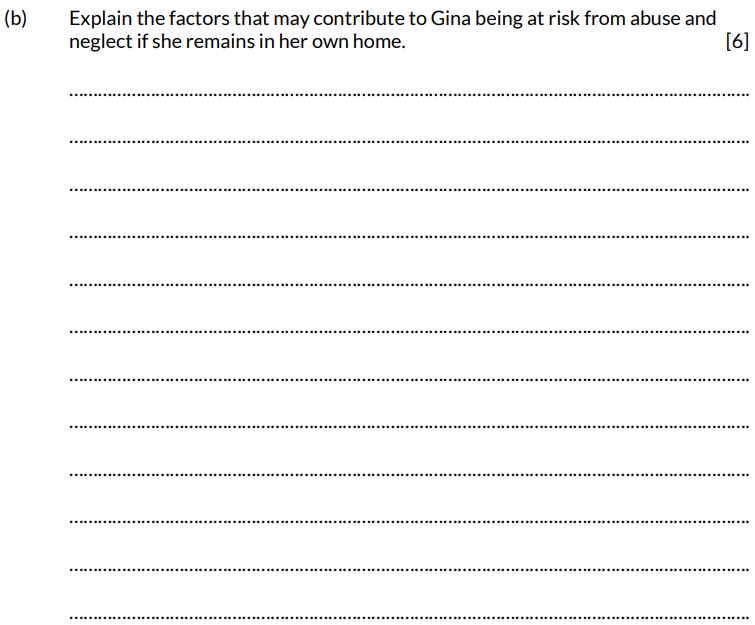 (b) Explain the factors that may contribute to Gina being at risk from abuse and
neglect if she remains in her own home. [6]